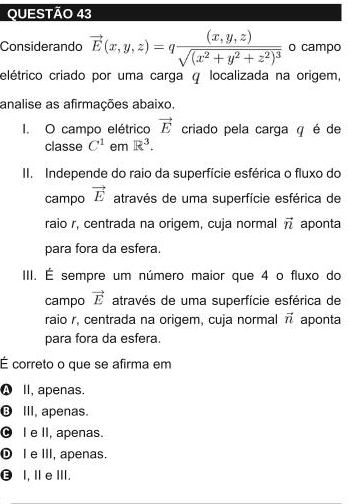 QUESTÃO 43
Considerando $\vec{E}(x, y, z) = q\frac{(x, y, z)}{\sqrt{(x^2 + y^2 + z^2)^3}}$ o campo
elétrico criado por uma carga $q$ localizada na origem,
analise as afirmações abaixo.
I. O campo elétrico $\vec{E}$ criado pela carga $q$ é de
classe $C^1$ em $\mathbb{R}^3$.
II. Independe do raio da superfície esférica o fluxo do
campo $\vec{E}$ através de uma superfície esférica de
raio r, centrada na origem, cuja normal $\vec{n}$ aponta
para fora da esfera.
III. É sempre um número maior que 4 o fluxo do
campo $\vec{E}$ através de uma superfície esférica de
raio r, centrada na origem, cuja normal $\vec{n}$ aponta
para fora da esfera.
É correto o que se afirma em
A II, apenas.
B III, apenas.
C I e II, apenas.
D I e III, apenas.
E I, II e III.